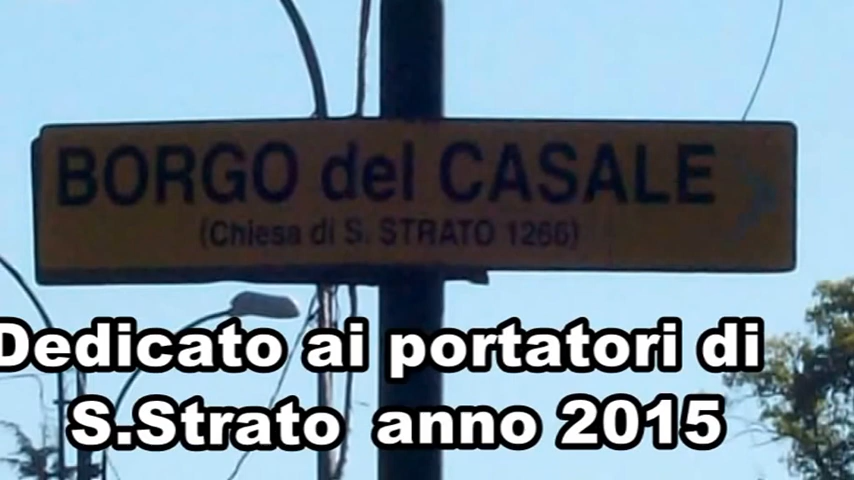 BORGO del CASALE
(Chiesa di S. STRATO 1266)
Dedicato ai portatori di
S.Strato anno 2015